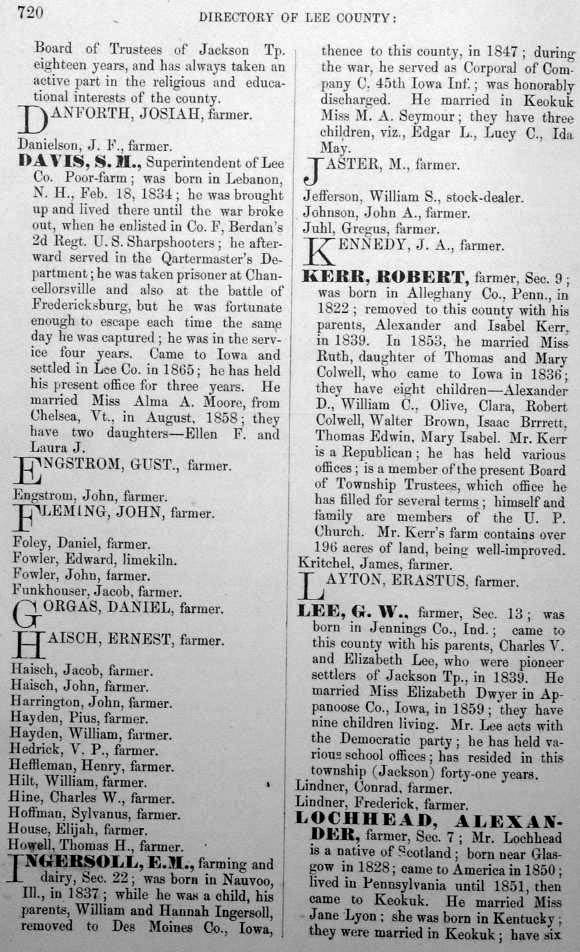 720
DIRECTORY OF LEE COUNTY:
Board of Trustees of Jackson Tp.
eighteen years, and has always taken an
active part in the religious and educa-
tional interests of the county.
DANFORTH, JOSIAH, farmer.
Danielson, J. F., farmer.
DAVIS, S. M., Superintendent of Lee
Co. Poor-farm; was born in Lebanon,
N. H., Feb. 18, 1834; he was brought
up and lived there until the war broke
out, when he enlisted in Co. F, Berdan's
2d Regt. U. S. Sharpshooters; he after-
ward served in the Qartermaster's De-
partment; he was taken prisoner at Chan-
cellorsville and also at the battle of
Fredericksburg, but he was fortunate
enough to escape each time the same
day he was captured; he was in the serv-
ice four years. Came to Iowa and
settled in Lee Co. in 1865; he has held
his present office for three years. He
married Miss Alma A. Moore, from
Chelsea, Vt., in August, 1858; they
have two daughters—Ellen F. and
Laura J.
ENGSTROM, GUST., farmer.
Engstrom, John, farmer.
FLEMING, JOHN, farmer.
Foley, Daniel, farmer.
Fowler, Edward, limekiln.
Fowler, John, farmer.
Funkhouser, Jacob, farmer.
GORGAS, DANIEL, farmer.
HAISCH, ERNEST, farmer.
Haisch, Jacob, farmer.
Haisch, John, farmer.
Harrington, John, farmer.
Hayden, Pius, farmer.
Hayden, William, farmer.
Hedrick, V. P., farmer.
Heffleman, Henry, farmer.
Hilt, William, farmer.
Hine, Charles W., farmer.
Hoffman, Sylvanus, farmer.
House, Elijah, farmer.
Howell, Thomas H., farmer.
INGERSOLL, E. M., farming and
dairy, Sec. 22; was born in Nauvoo,
Ill., in 1837; while he was a child, his
parents, William and Hannah Ingersoll,
removed to Des Moines Co., Iowa,
thence to this county, in 1847; during
the war, he served as Corporal of Com-
pany C, 45th Iowa Inf.; was honorably
discharged. He married in Keokuk
Miss M. A. Seymour; they have three
children, viz., Edgar L., Lucy C., Ida
May.
JASTER, M., farmer.
Jefferson, William S., stock-dealer.
Johnson, John A., farmer.
Juhl, Gregus, farmer.
KENNEDY, J. A., farmer.
KERR, ROBERT, farmer, Sec. 9;
was born in Alleghany Co., Penn., in
1822; removed to this county with his
parents, Alexander and Isabel Kerr,
in 1839. In 1853, he married Miss
Ruth, daughter of Thomas and Mary
Colwell, who came to Iowa in 1836;
they have eight children—Alexander
D., William C., Olive, Clara, Robert
Colwell, Walter Brown, Isaac Brrrett,
Thomas Edwin, Mary Isabel. Mr. Kerr
is a Republican; he has held various
offices; is a member of the present Board
of Township Trustees, which office he
has filled for several terms; himself and
family are members of the U. P.
Church. Mr. Kerr's farm contains over
196 acres of land, being well-improved.
Kritchel, James, farmer.
LAYTON, ERASTUS, farmer.
LEE, G. W., farmer, Sec. 13; was
born in Jennings Co., Ind.; came to
this county with his parents, Charles V.
and Elizabeth Lee, who were pioneer
settlers of Jackson Tp., in 1839. He
married Miss Elizabeth Dwyer in Ap-
panoose Co., Iowa, in 1859; they have
nine children living. Mr. Lee acts with
the Democratic party; he has held va-
rious school offices; has resided in this
township (Jackson) forty-one years.
Lindner, Conrad, farmer.
Lindner, Frederick, farmer.
LOCHHEAD, ALEXAN-
DER, farmer, Sec. 7; Mr. Lochhead
is a native of Scotland; born near Glas-
gow in 1828; came to America in 1850;
lived in Pennsylvania until 1851, then
came to Keokuk. He married Miss
Jane Lyon; she was born in Kentucky;
they were married in Keokuk; have six